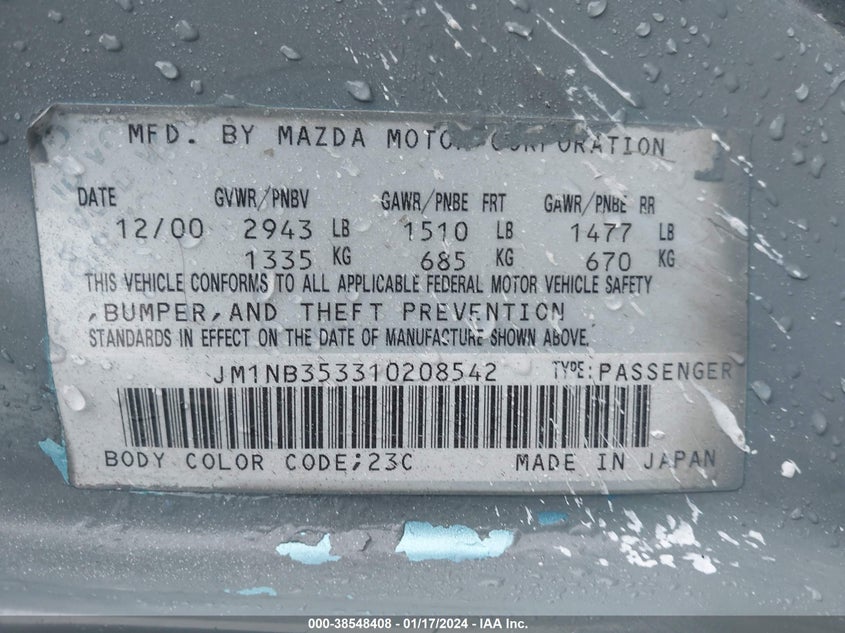 MFD. BY MAZDA MOTOR CORPORATION
DATE GVWR/PNBV GAWR/PNBE FRT GAWR/PNBE RR
12/00 2943 LB 1510 LB 1477 LB
1335 KG 685 KG 670 KG
THIS VEHICLE CONFORMS TO ALL APPLICABLE FEDERAL MOTOR VEHICLE SAFETY
,BUMPER,AND THEFT PREVENTION
STANDARDS IN EFFECT ON THE DATE OF MANUFACTURE SHOWN ABOVE.
JM1NB353310208542 TYPE:PASSENGER
BODY COLOR CODE;23C MADE IN JAPAN
000-38548408 - 01/17/2024 - IAA Inc.